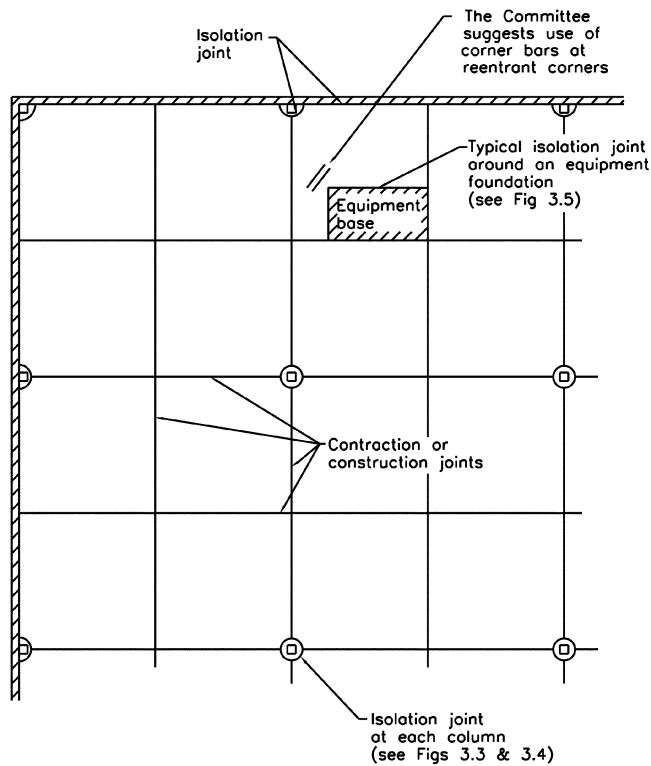 The Committee
suggests use of
corner bars at
reentrant corners
Isolation
joint
Typical isolation joint
around an equipment
foundation
(see Fig 3.5)
Equipment
base
Contraction or
construction joints
Isolation joint
at each column
(see Figs 3.3 & 3.4)